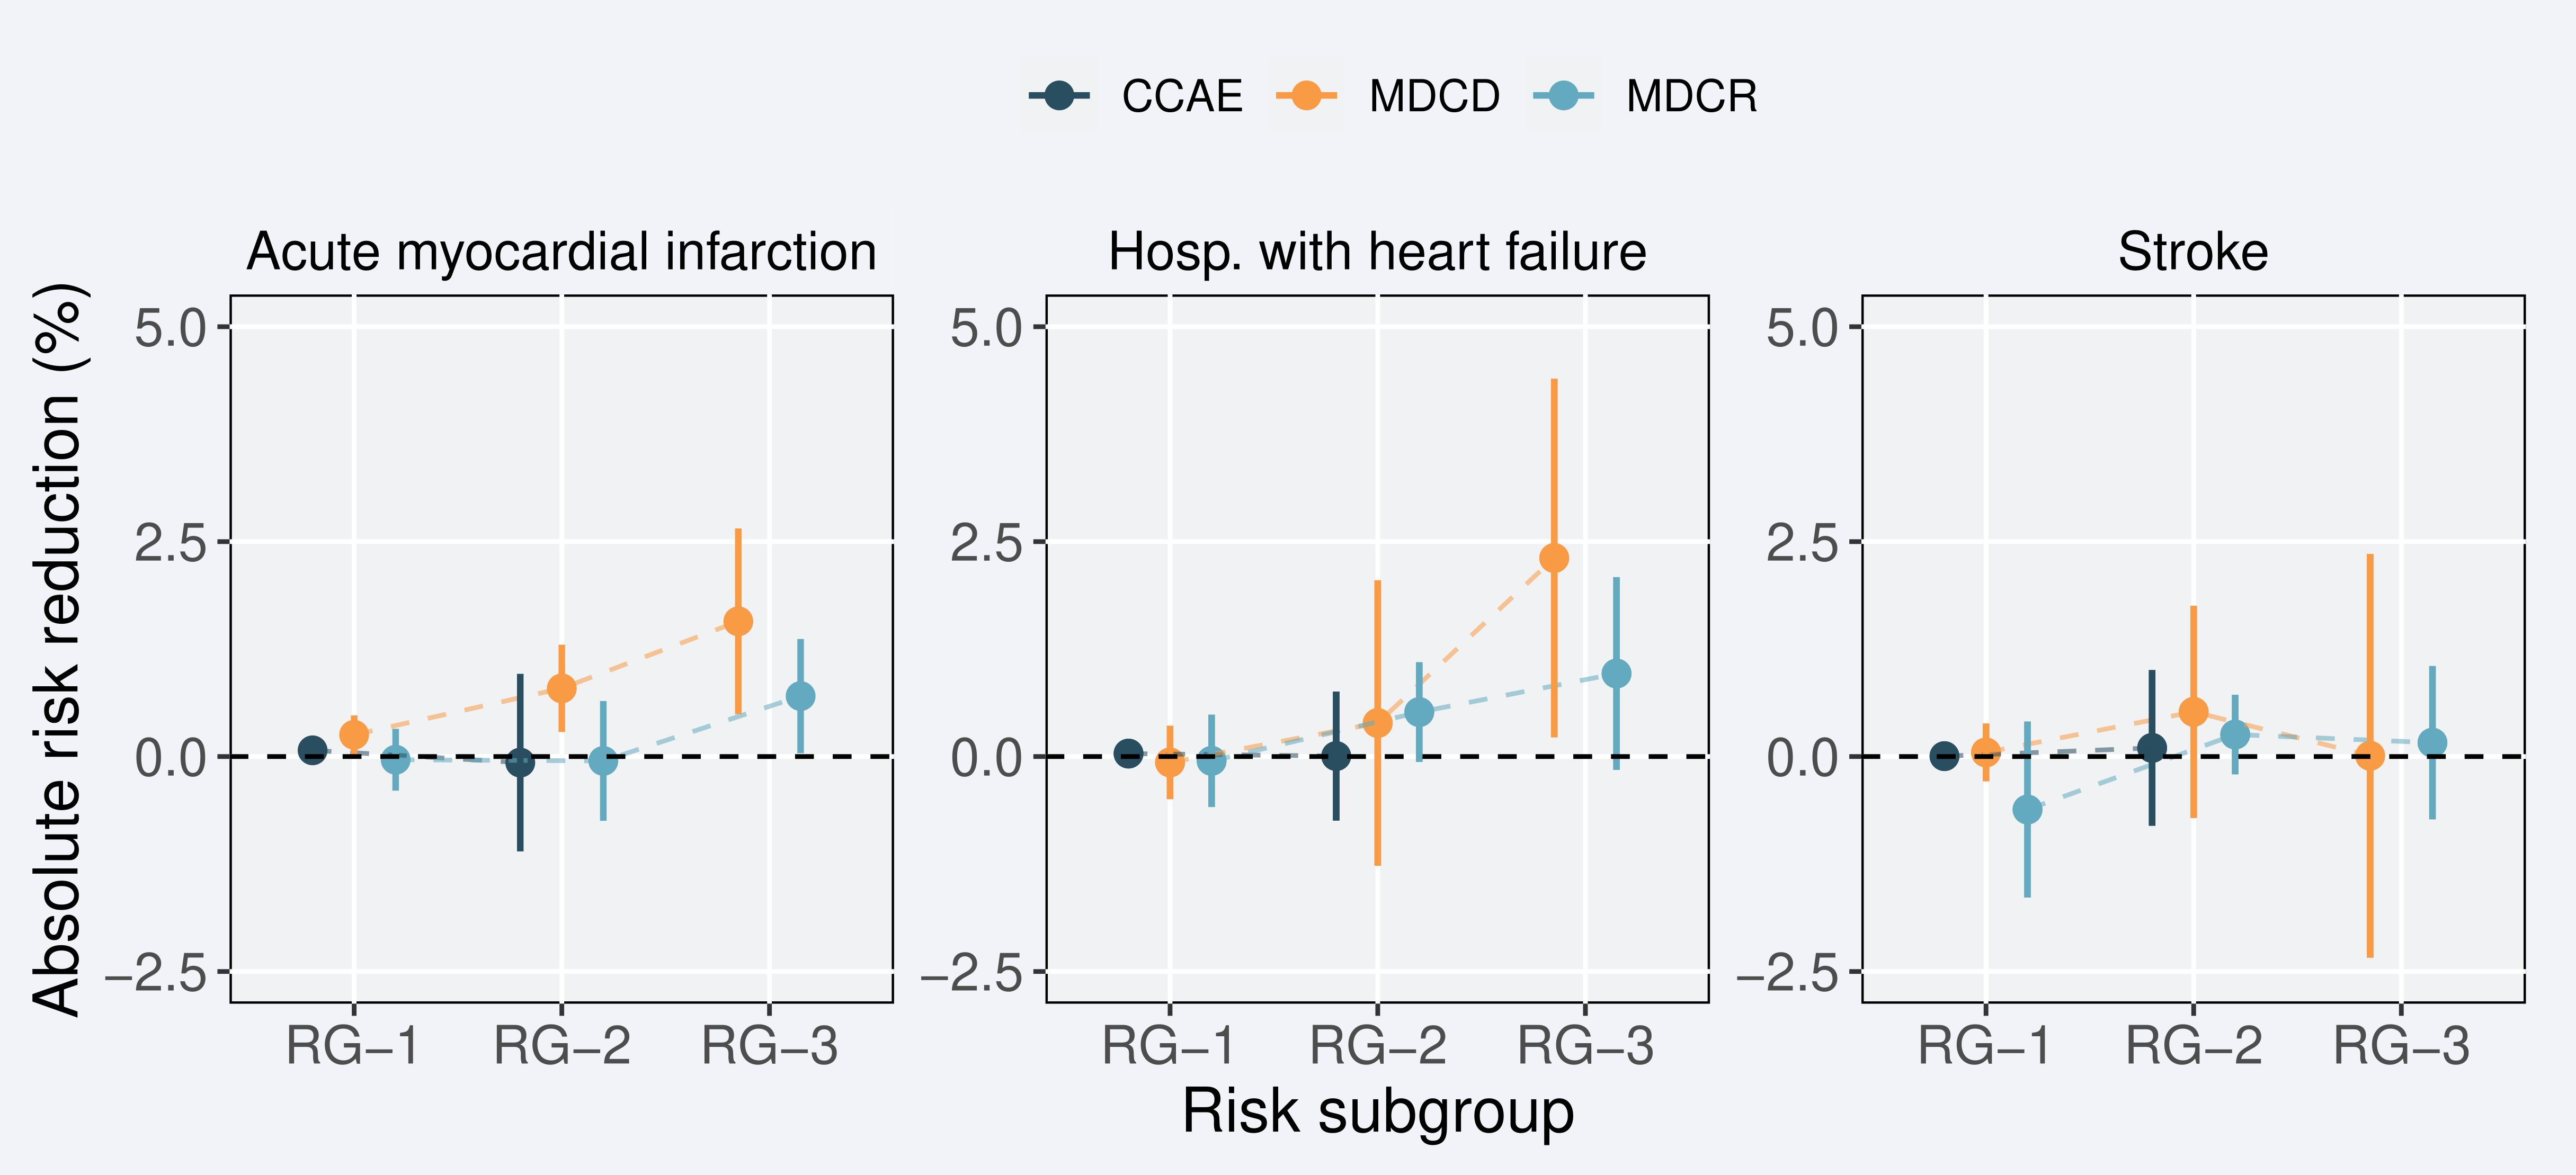 CCAE MDCD MDCR
Acute myocardial infarction Hosp. with heart failure Stroke
Absolute risk reduction (%)
5.0 5.0 5.0
2.5 2.5 2.5
0.0 0.0 0.0
−2.5 −2.5 −2.5
RG−1 RG−2 RG−3 RG−1 RG−2 RG−3 RG−1 RG−2 RG−3
Risk subgroup